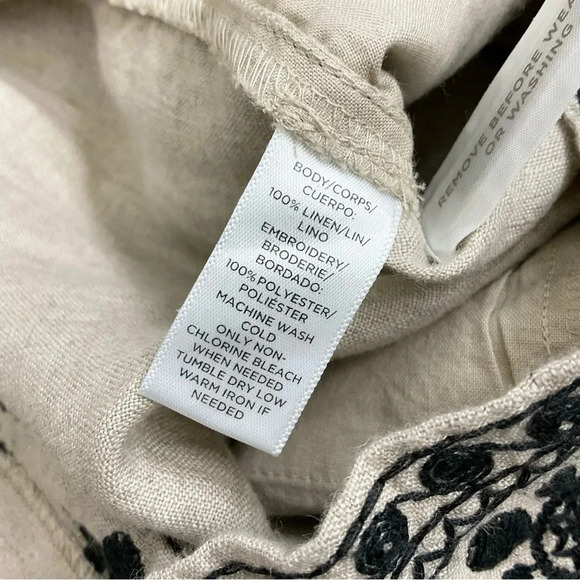 BODY/CORPS/
CUERPO:
100% LINEN/LIN/
LINO
EMBROIDERY/
BRODERIE/
BORDADO:
100% POLYESTER/
POLIÉSTER
MACHINE WASH
COLD
ONLY NON-
CHLORINE BLEACH
WHEN NEEDED
TUMBLE DRY LOW
WARM IRON IF
NEEDED
REMOVE BEFORE WEA
OR WASHING